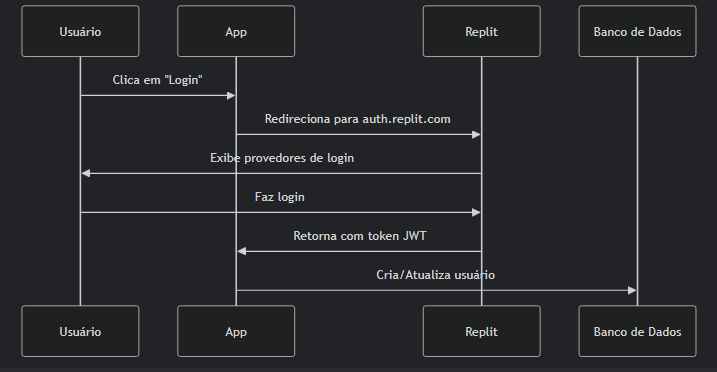 Usuário
App
Replit
Banco de Dados
Clica em "Login"
Redireciona para auth.replit.com
Exibe provedores de login
Faz login
Retorna com token JWT
Cria/Atualiza usuário
Usuário
App
Replit
Banco de Dados